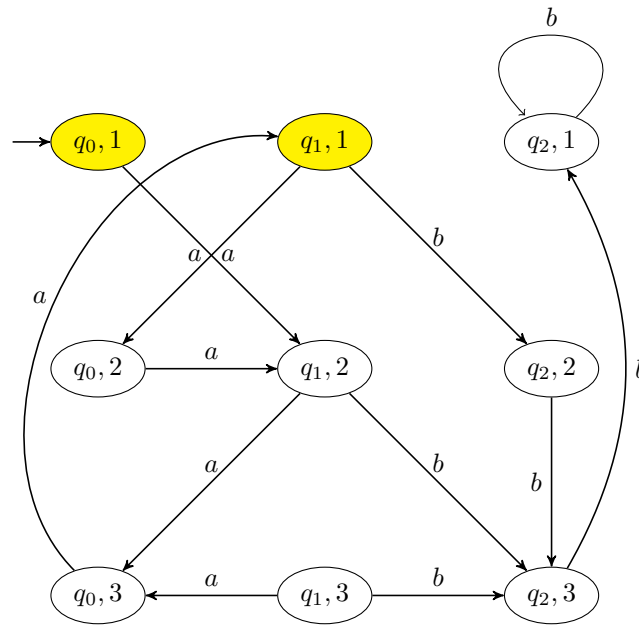 b
q₀, 1 q₁, 1 q₂, 1
b
a a
a
q₀, 2 a q₁, 2 q₂, 2
a b b
q₀, 3 a q₁, 3 b q₂, 3